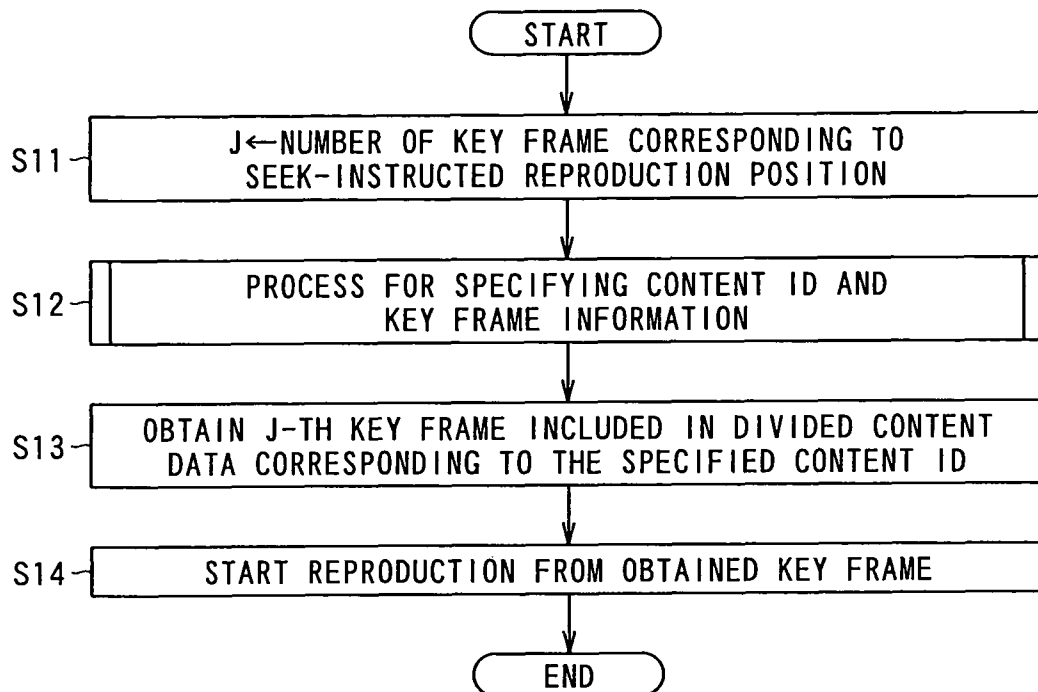 START
S11
J←NUMBER OF KEY FRAME CORRESPONDING TO
SEEK-INSTRUCTED REPRODUCTION POSITION
S12
PROCESS FOR SPECIFYING CONTENT ID AND
KEY FRAME INFORMATION
S13
OBTAIN J-TH KEY FRAME INCLUDED IN DIVIDED CONTENT
DATA CORRESPONDING TO THE SPECIFIED CONTENT ID
S14
START REPRODUCTION FROM OBTAINED KEY FRAME
END